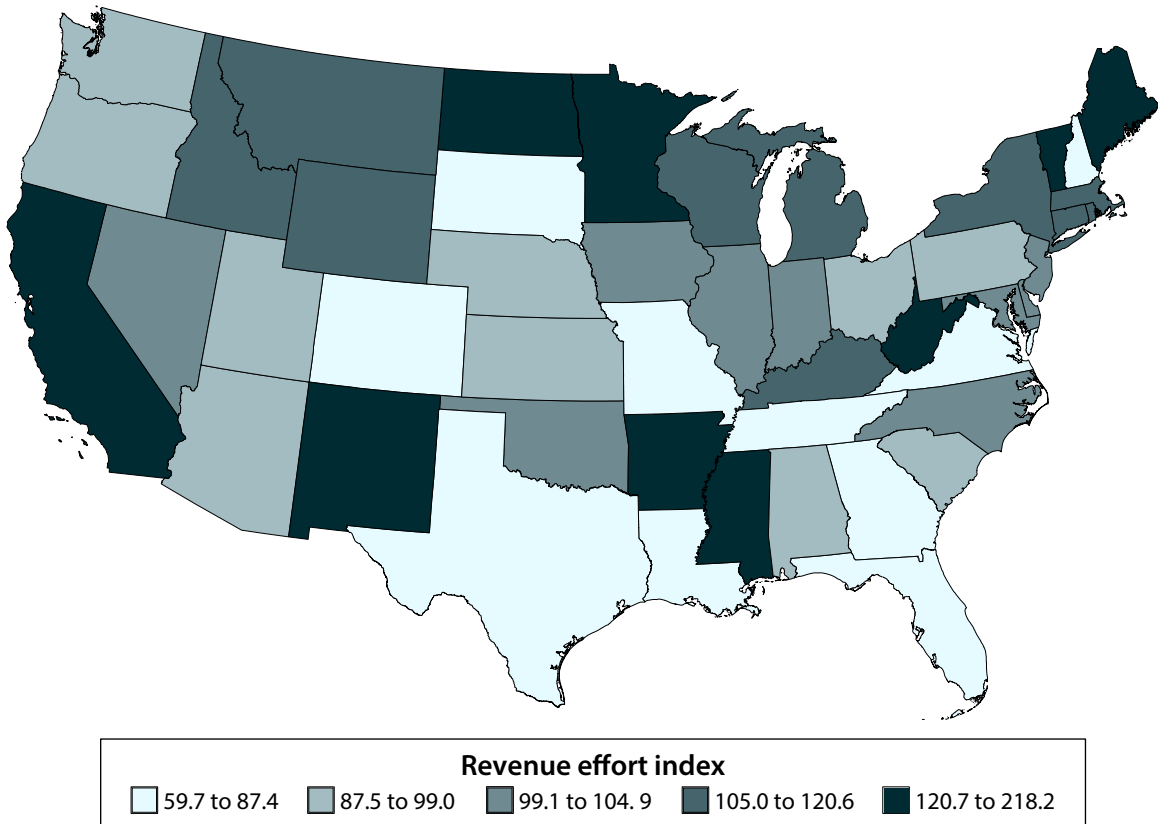 Revenue effort index
59.7 to 87.4 87.5 to 99.0 99.1 to 104. 9 105.0 to 120.6 120.7 to 218.2